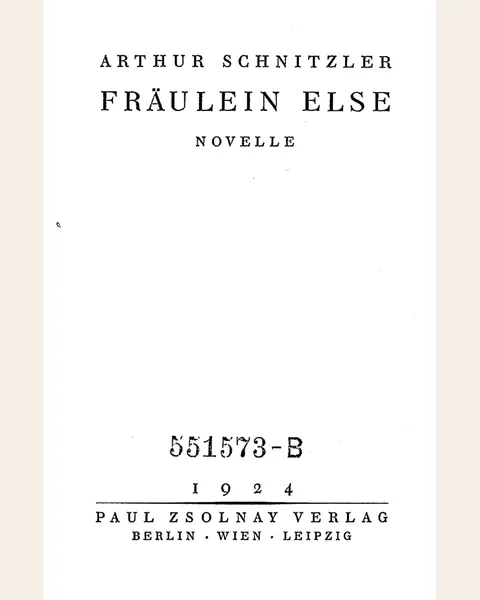 ARTHUR SCHNITZLER
FRÄULEIN ELSE
NOVELLE
551573-B
1924
PAUL ZSOLNAY VERLAG
BERLIN · WIEN · LEIPZIG